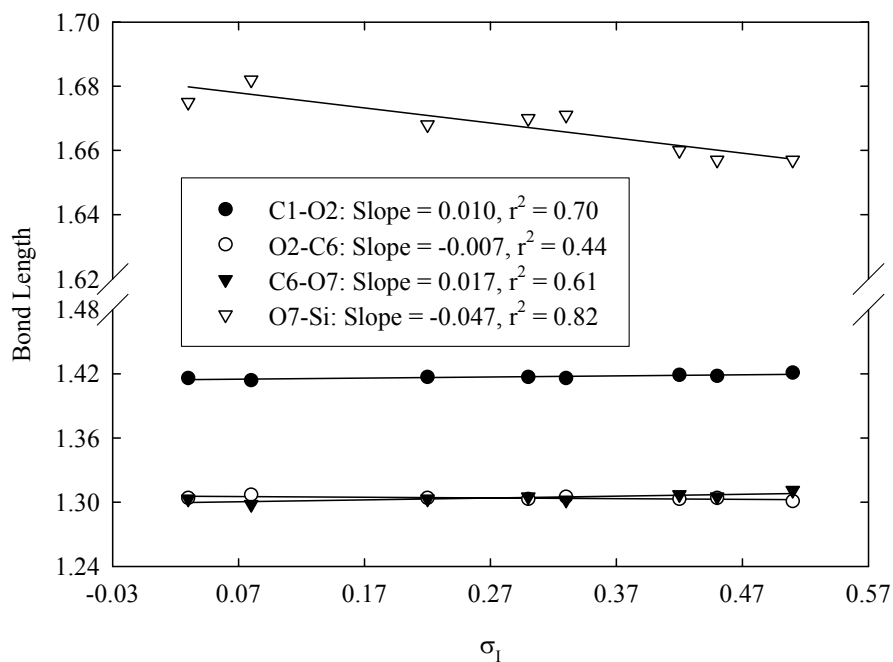 1.70
1.68
1.66
1.64
1.62
1.48
1.42
1.36
1.30
1.24
Bond Length
C1-O2: Slope = 0.010, r² = 0.70
O2-C6: Slope = -0.007, r² = 0.44
C6-O7: Slope = 0.017, r² = 0.61
O7-Si: Slope = -0.047, r² = 0.82
-0.03 0.07 0.17 0.27 0.37 0.47 0.57
σI